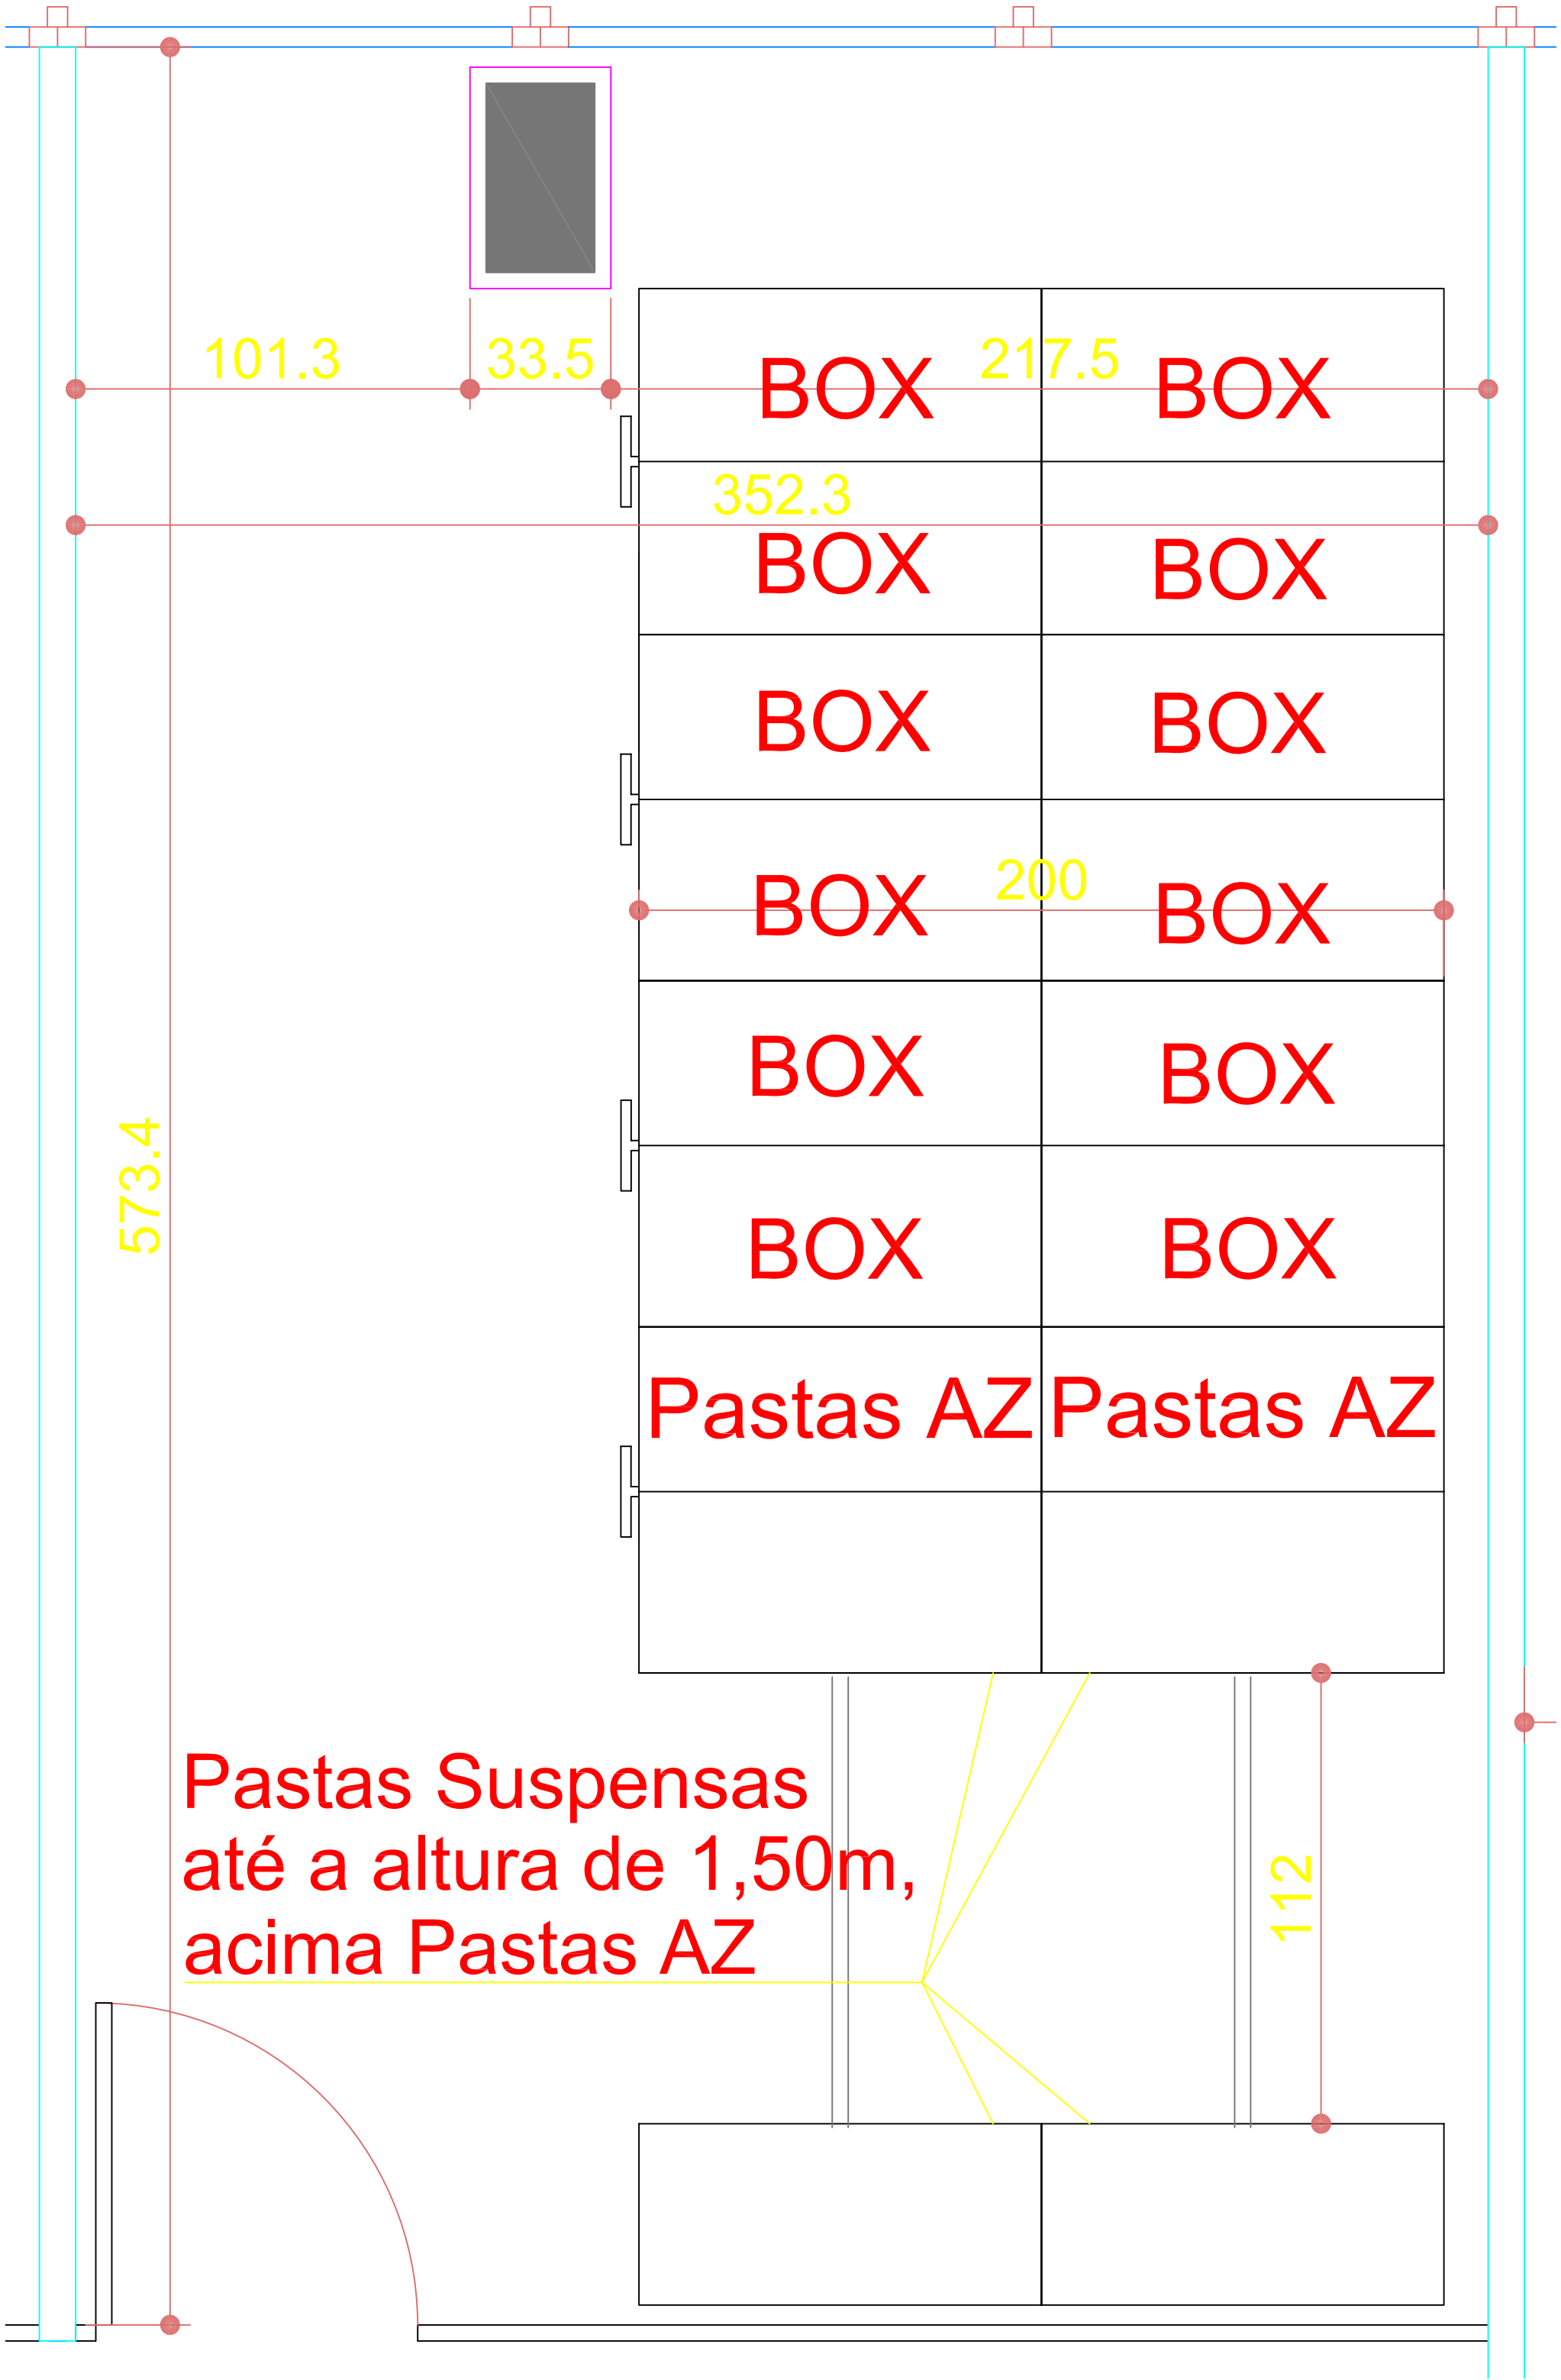 101.3 33.5 217.5
BOX BOX
352.3
BOX BOX
BOX BOX
200
BOX BOX
BOX BOX
573.4
BOX BOX
Pastas AZ Pastas AZ
Pastas Suspensas
até a altura de 1,50m,
acima Pastas AZ
112